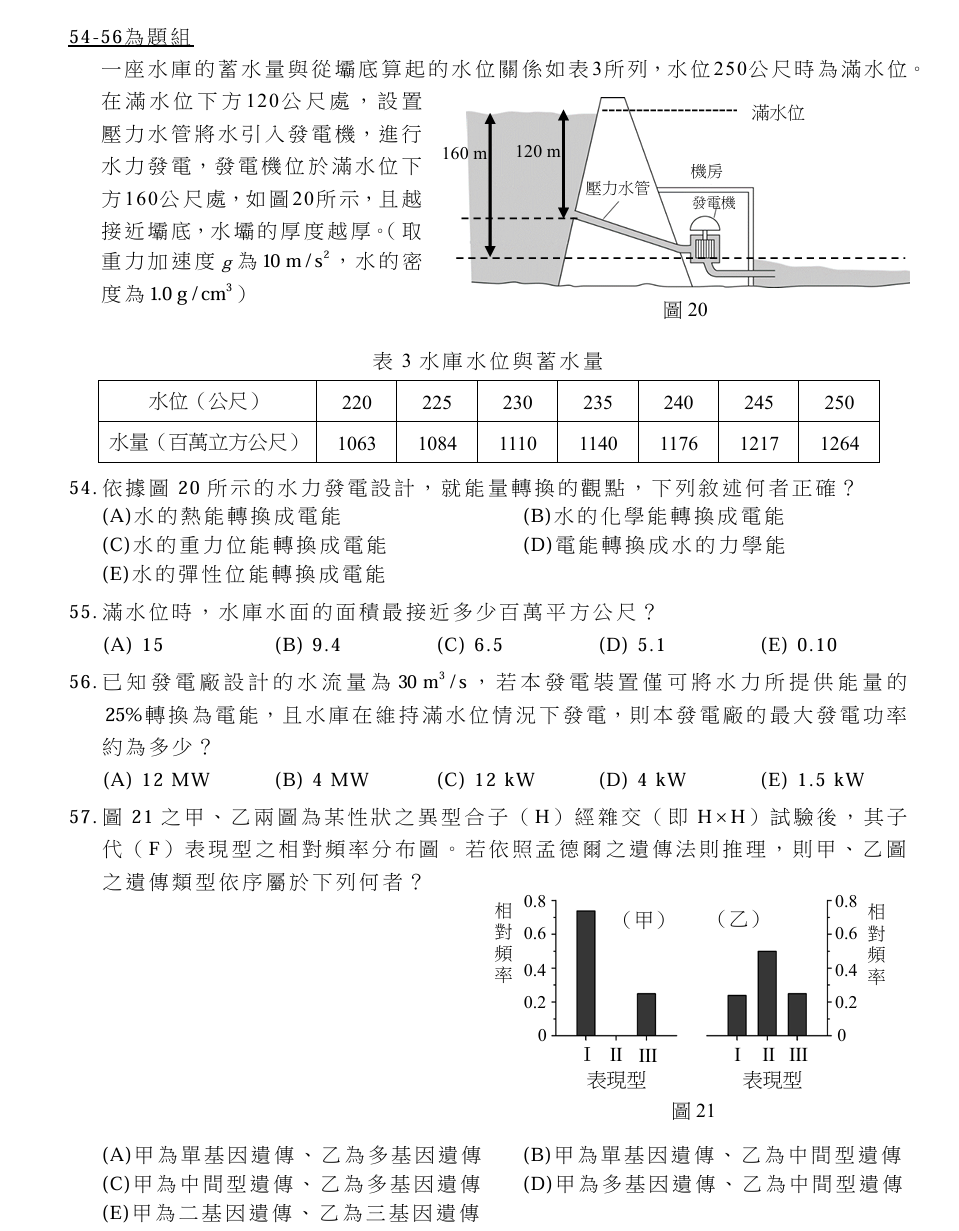 54-56為題組
一座水庫的蓄水量與從壩底算起的水位關係如表3所列，水位250公尺時為滿水位。
在滿水位下方120公尺處，設置
壓力水管將水引入發電機，進行
水力發電，發電機位於滿水位下
方160公尺處，如圖20所示，且越
接近壩底，水壩的厚度越厚。（取
重力加速度 g 為 10 m/s²，水的密
度為 1.0 g/cm³）
滿水位
160 m
120 m
機房
壓力水管
發電機
圖 20
表 3 水庫水位與蓄水量
水位（公尺） 220 225 230 235 240 245 250
水量（百萬立方公尺） 1063 1084 1110 1140 1176 1217 1264
54. 依據圖 20 所示的水力發電設計，就能量轉換的觀點，下列敘述何者正確？
(A)水的熱能轉換成電能 (B)水的化學能轉換成電能
(C)水的重力位能轉換成電能 (D)電能轉換成水的力學能
(E)水的彈性位能轉換成電能
55. 滿水位時，水庫水面的面積最接近多少百萬平方公尺？
(A) 15 (B) 9.4 (C) 6.5 (D) 5.1 (E) 0.10
56. 已知發電廠設計的水流量為 30 m³/s，若本發電裝置僅可將水力所提供能量的
25%轉換為電能，且水庫在維持滿水位情況下發電，則本發電廠的最大發電功率
約為多少？
(A) 12 MW (B) 4 MW (C) 12 kW (D) 4 kW (E) 1.5 kW
57. 圖 21 之甲、乙兩圖為某性狀之異型合子（H）經雜交（即 H×H）試驗後，其子
代（F）表現型之相對頻率分布圖。若依照孟德爾之遺傳法則推理，則甲、乙圖
之遺傳類型依序屬於下列何者？
相對頻率
0.8
0.6
0.4
0.2
0
（甲）
I II III
表現型
（乙）
0.8
0.6
0.4
0.2
0
相對頻率
I II III
表現型
圖 21
(A)甲為單基因遺傳、乙為多基因遺傳 (B)甲為單基因遺傳、乙為中間型遺傳
(C)甲為中間型遺傳、乙為多基因遺傳 (D)甲為多基因遺傳、乙為中間型遺傳
(E)甲為二基因遺傳、乙為三基因遺傳